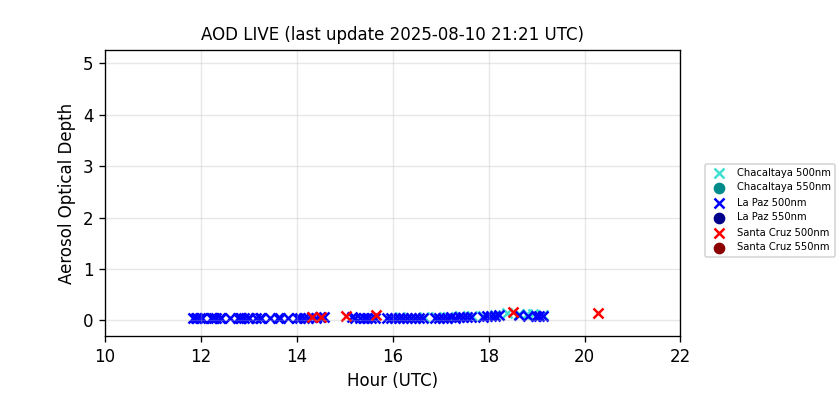 AOD LIVE (last update 2025-08-10 21:21 UTC)
Aerosol Optical Depth
5
4
3
2
1
0
10 12 14 16 18 20 22
Hour (UTC)
Chacaltaya 500nm
Chacaltaya 550nm
La Paz 500nm
La Paz 550nm
Santa Cruz 500nm
Santa Cruz 550nm